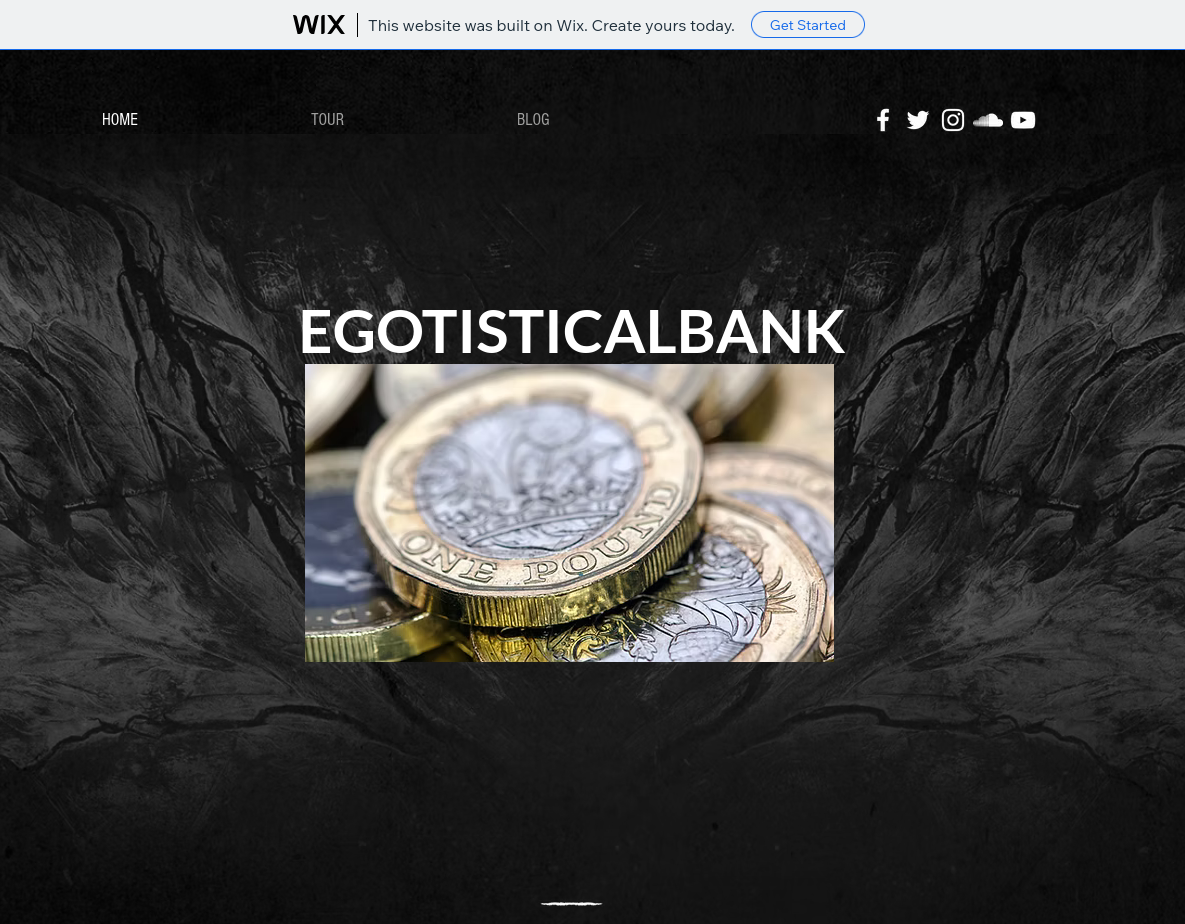 WIX This website was built on Wix. Create yours today. Get Started
HOME TOUR BLOG
EGOTISTICALBANK
ONE POUND